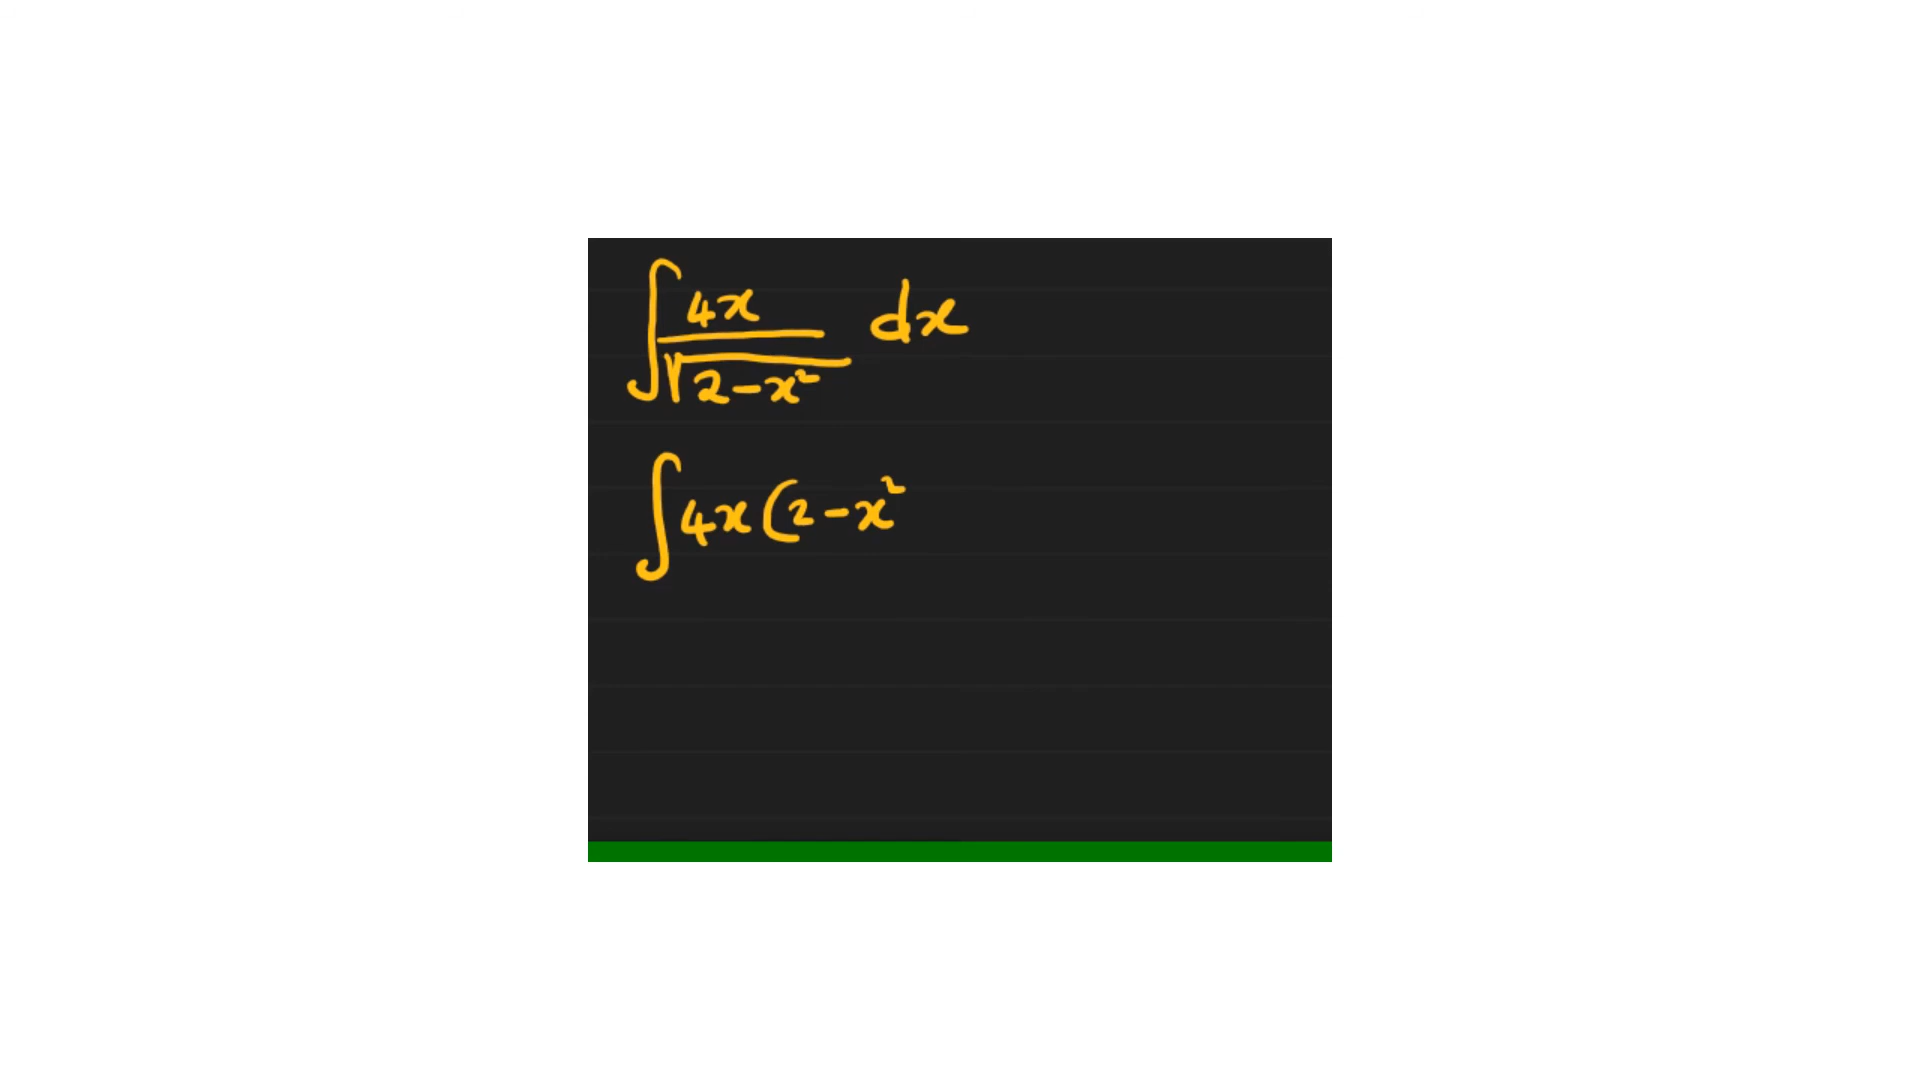 ∫ 4x/√(2-x²) dx
∫ 4x(2-x²